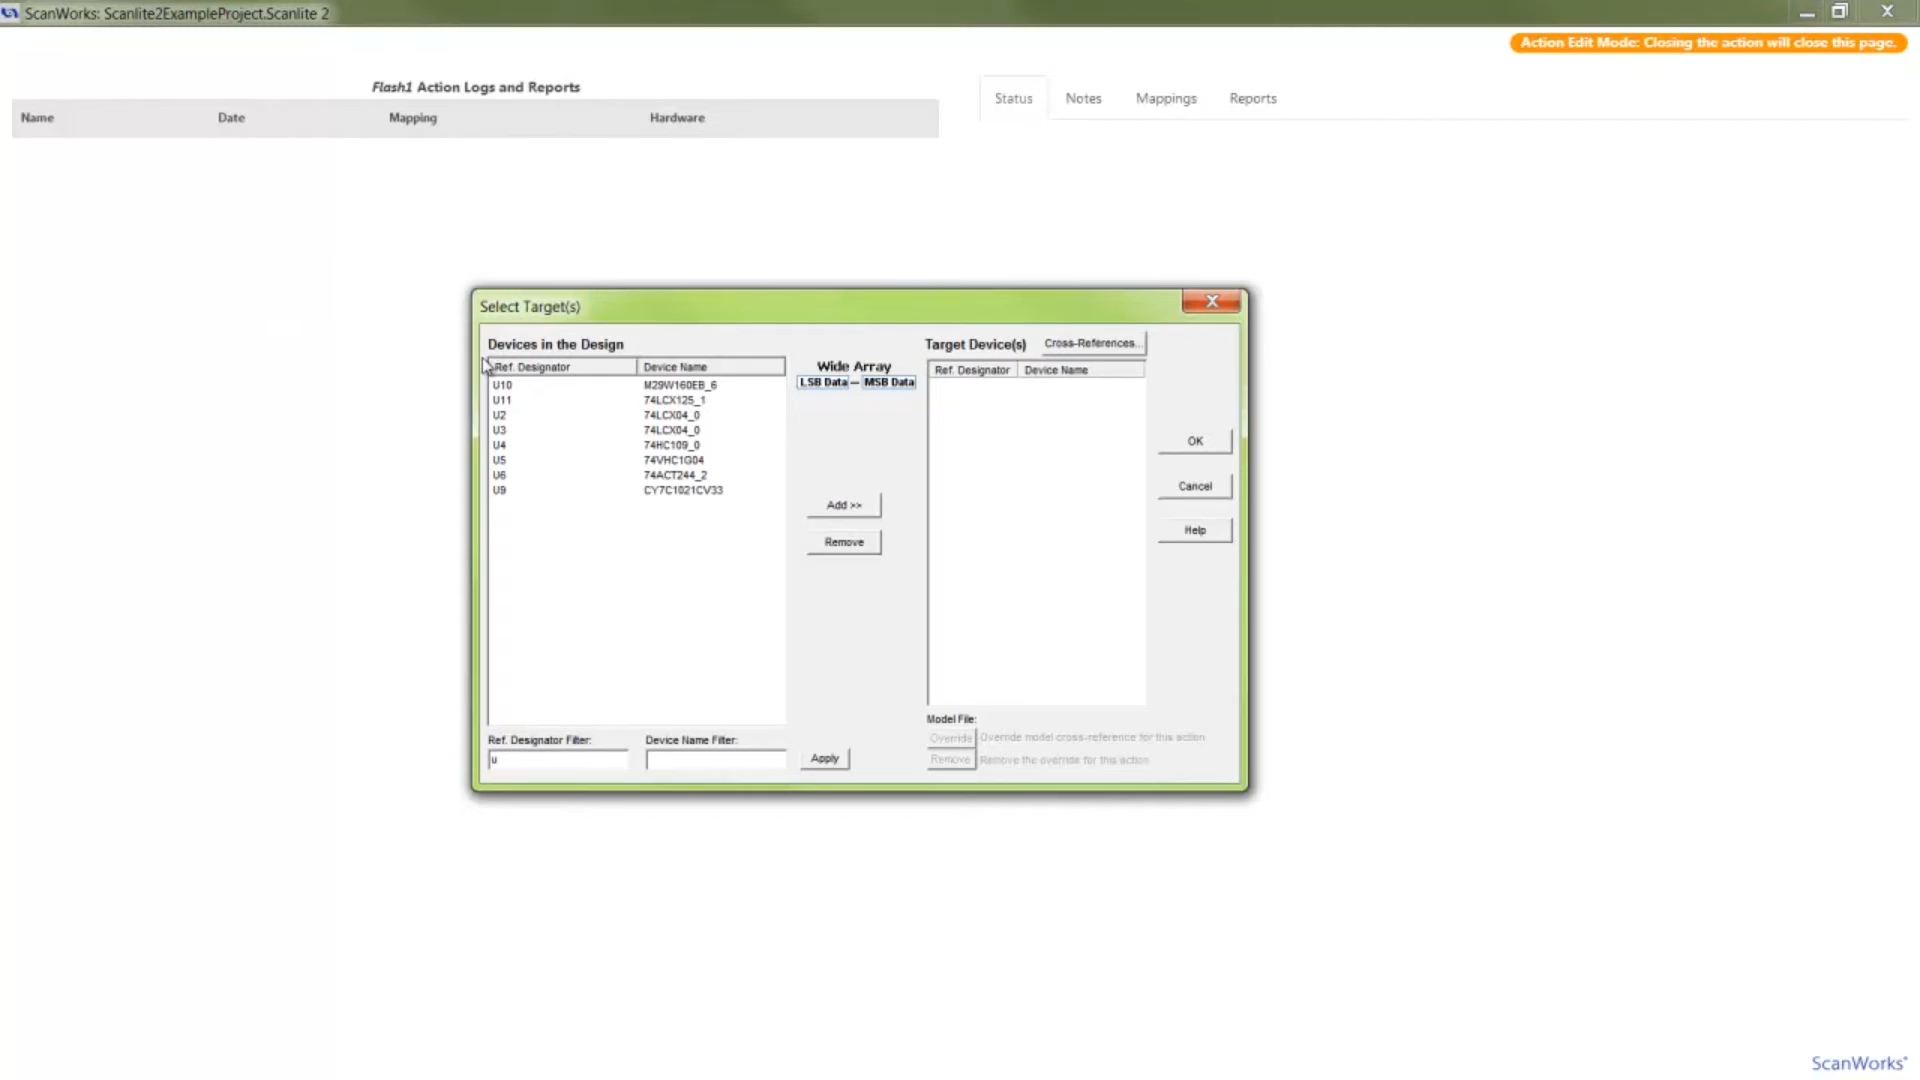 ScanWorks: Scanlite2ExampleProject.Scanlite 2
Action Edit Mode: Closing the action will close this page.
Flash1 Action Logs and Reports
Name Date Mapping Hardware
Status Notes Mappings Reports
Select Target(s)
Devices in the Design
Ref. Designator Device Name
U10 M29W160EB_6
U11 74LCX125_1
U2 74LCX04_0
U3 74LCX04_0
U4 74HC109_0
U5 74VHC1G04
U6 74ACT244_2
U9 CY7C1021CV33
Ref. Designator Filter: Device Name Filter:
u
Apply
Wide Array
LSB Data — MSB Data
Add >>
Remove
Target Device(s) Cross-References...
Ref. Designator Device Name
OK
Cancel
Help
Model File:
Override Override model cross-reference for this action
Remove Remove the override for this action
ScanWorks®